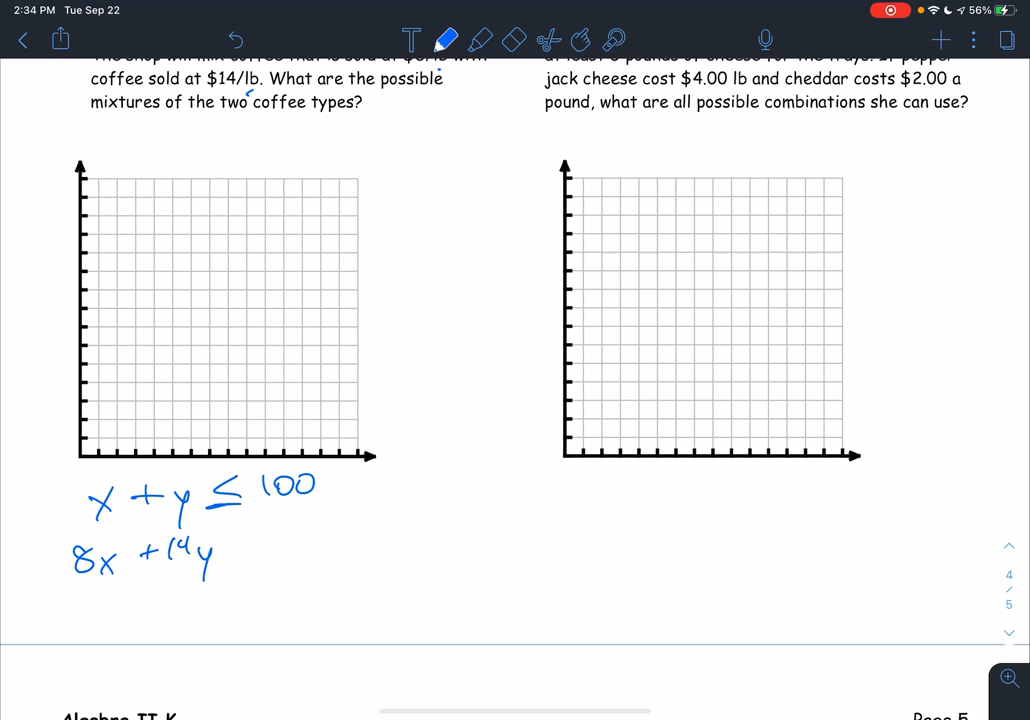 2:34 PM Tue Sep 22
56%
T
coffee sold at $14/lb. What are the possible
mixtures of the two coffee types?
jack cheese cost $4.00 lb and cheddar costs $2.00 a
pound, what are all possible combinations she can use?
x + y ≤ 100
8x + 14y
4
/
5
Algebra II K
Page 5